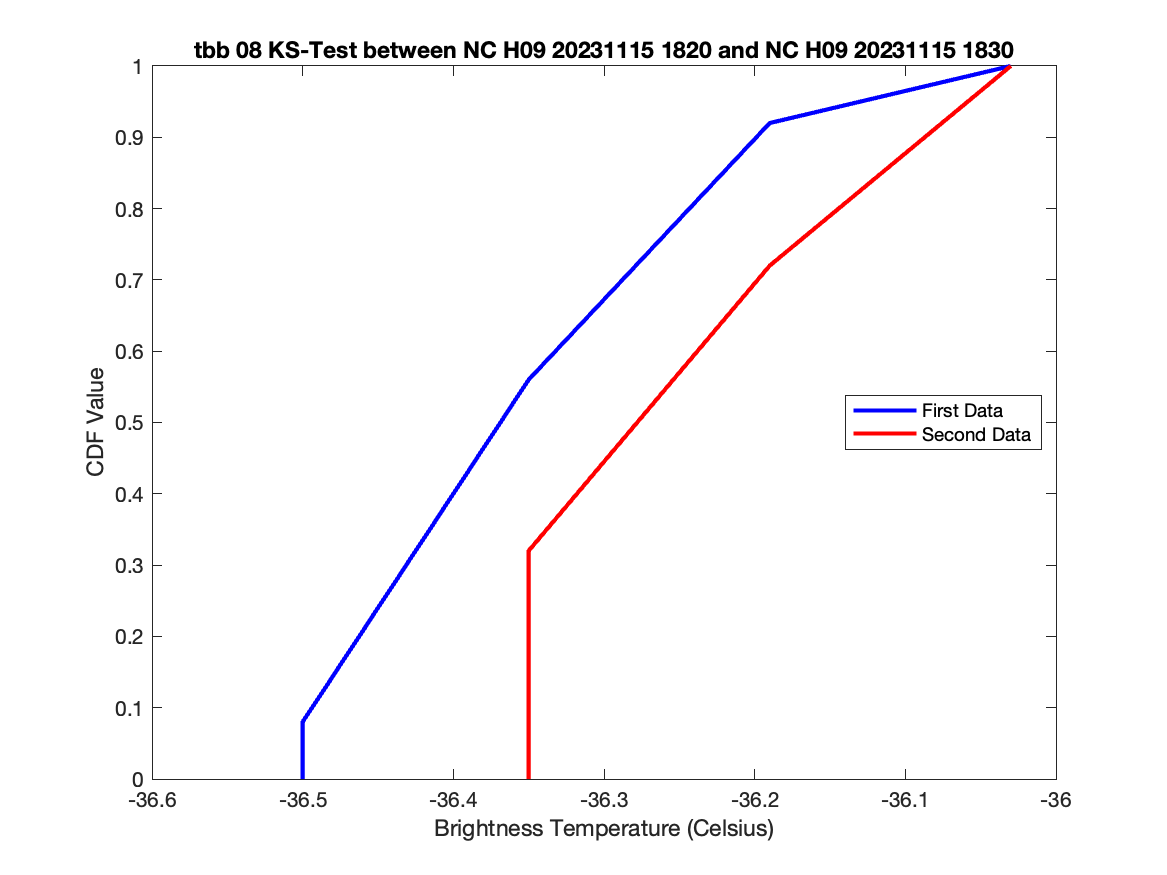 tbb 08 KS-Test between NC H09 20231115 1820 and NC H09 20231115 1830
1
0.9
0.8
0.7
0.6
0.5
0.4
0.3
0.2
0.1
0
CDF Value
First Data
Second Data
-36.6 -36.5 -36.4 -36.3 -36.2 -36.1 -36
Brightness Temperature (Celsius)